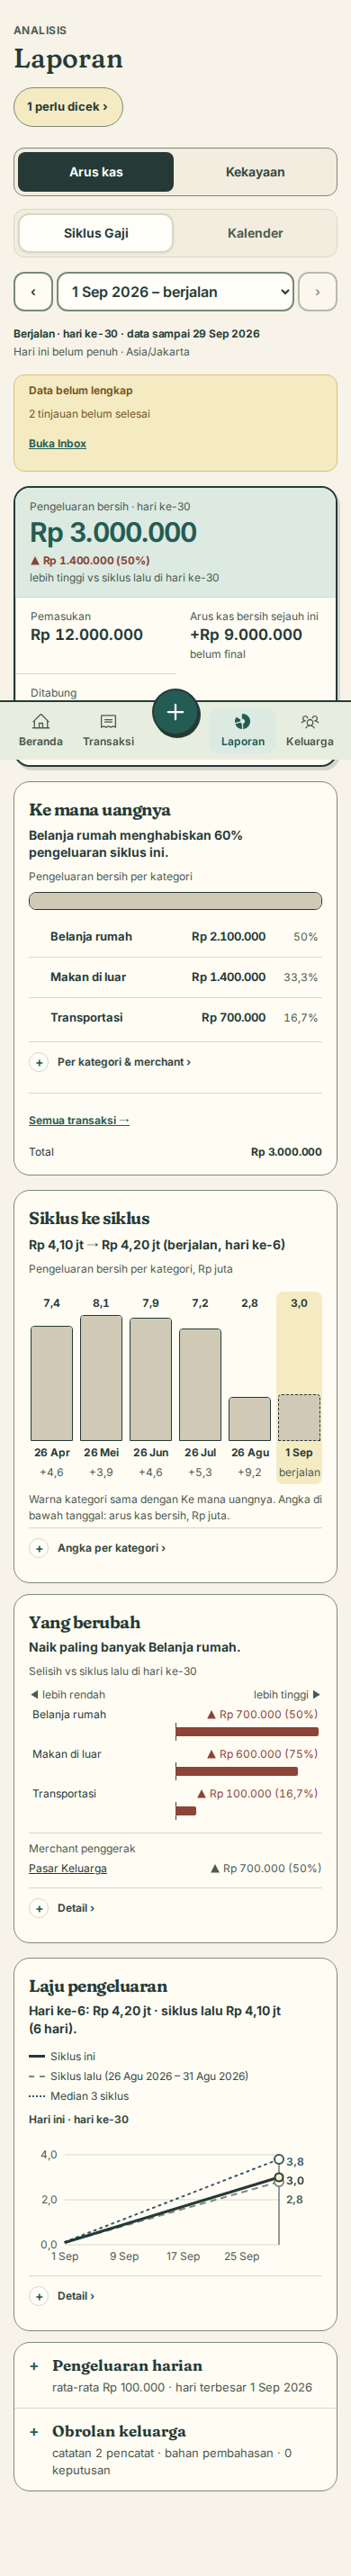 ANALISIS
Laporan
1 perlu dicek ›
Arus kas
Kekayaan
Siklus Gaji
Kalender
‹
1 Sep 2026 – berjalan
›
Berjalan · hari ke-30 · data sampai 29 Sep 2026
Hari ini belum penuh · Asia/Jakarta
Data belum lengkap
2 tinjauan belum selesai
Buka Inbox
Pengeluaran bersih · hari ke-30
Rp 3.000.000
▲ Rp 1.400.000 (50%)
lebih tinggi vs siklus lalu di hari ke-30
Pemasukan
Rp 12.000.000
Arus kas bersih sejauh ini
+Rp 9.000.000
belum final
Ditabung
+
Beranda
Transaksi
Laporan
Keluarga
Ke mana uangnya
Belanja rumah menghabiskan 60%
pengeluaran siklus ini.
Pengeluaran bersih per kategori
Belanja rumah Rp 2.100.000 50%
Makan di luar Rp 1.400.000 33,3%
Transportasi Rp 700.000 16,7%
+ Per kategori & merchant ›
Semua transaksi →
Total Rp 3.000.000
Siklus ke siklus
Rp 4,10 jt → Rp 4,20 jt (berjalan, hari ke-6)
Pengeluaran bersih per kategori, Rp juta
7,4 8,1 7,9 7,2 2,8 3,0
26 Apr 26 Mei 26 Jun 26 Jul 26 Agu 1 Sep
+4,6 +3,9 +4,6 +5,3 +9,2 berjalan
Warna kategori sama dengan Ke mana uangnya. Angka di
bawah tanggal: arus kas bersih, Rp juta.
+ Angka per kategori ›
Yang berubah
Naik paling banyak Belanja rumah.
Selisih vs siklus lalu di hari ke-30
◀ lebih rendah lebih tinggi ▶
Belanja rumah ▲ Rp 700.000 (50%)
Makan di luar ▲ Rp 600.000 (75%)
Transportasi ▲ Rp 100.000 (16,7%)
Merchant penggerak
Pasar Keluarga ▲ Rp 700.000 (50%)
+ Detail ›
Laju pengeluaran
Hari ke-6: Rp 4,20 jt · siklus lalu Rp 4,10 jt
(6 hari).
Siklus ini
Siklus lalu (26 Agu 2026 – 31 Agu 2026)
Median 3 siklus
Hari ini · hari ke-30
4,0
3,8
3,0
2,0
2,8
0,0
1 Sep 9 Sep 17 Sep 25 Sep
+ Detail ›
+ Pengeluaran harian
rata-rata Rp 100.000 · hari terbesar 1 Sep 2026
+ Obrolan keluarga
catatan 2 pencatat · bahan pembahasan · 0
keputusan